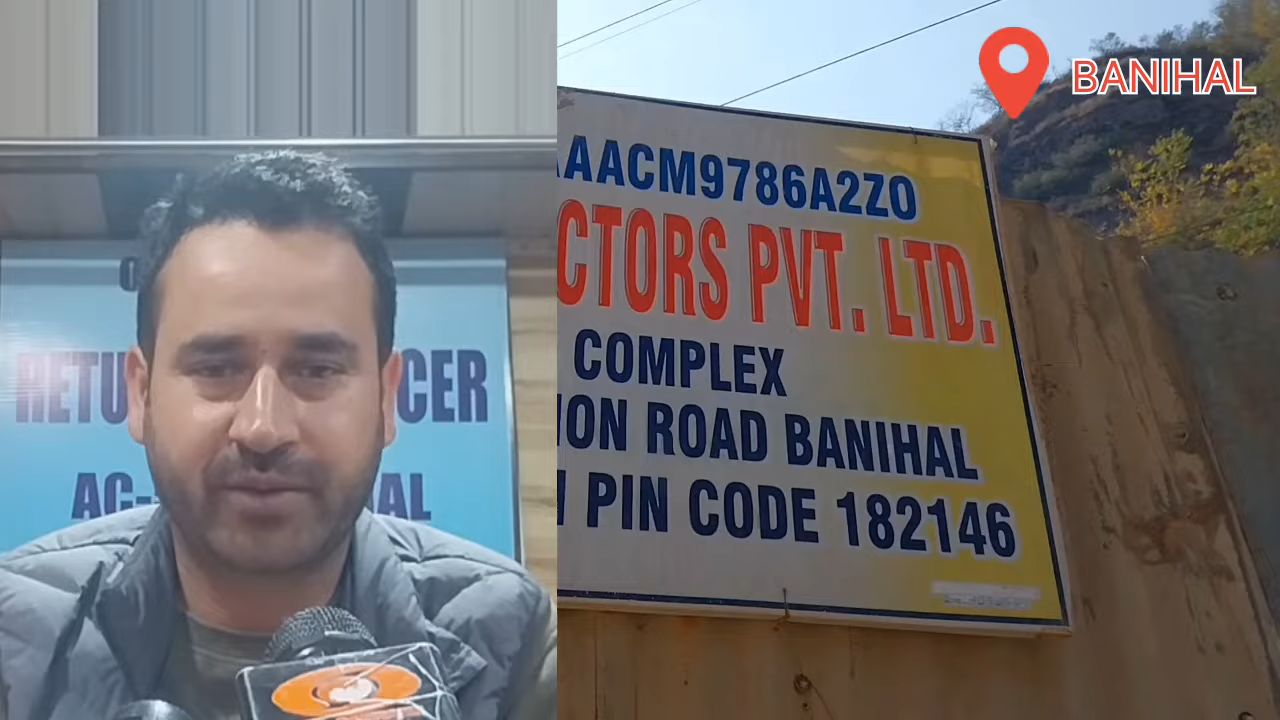 RETU CER
AC- AL
BANIHAL
AACM9786A2ZO
CTORS PVT. LTD.
COMPLEX
ION ROAD BANIHAL
PIN CODE 182146